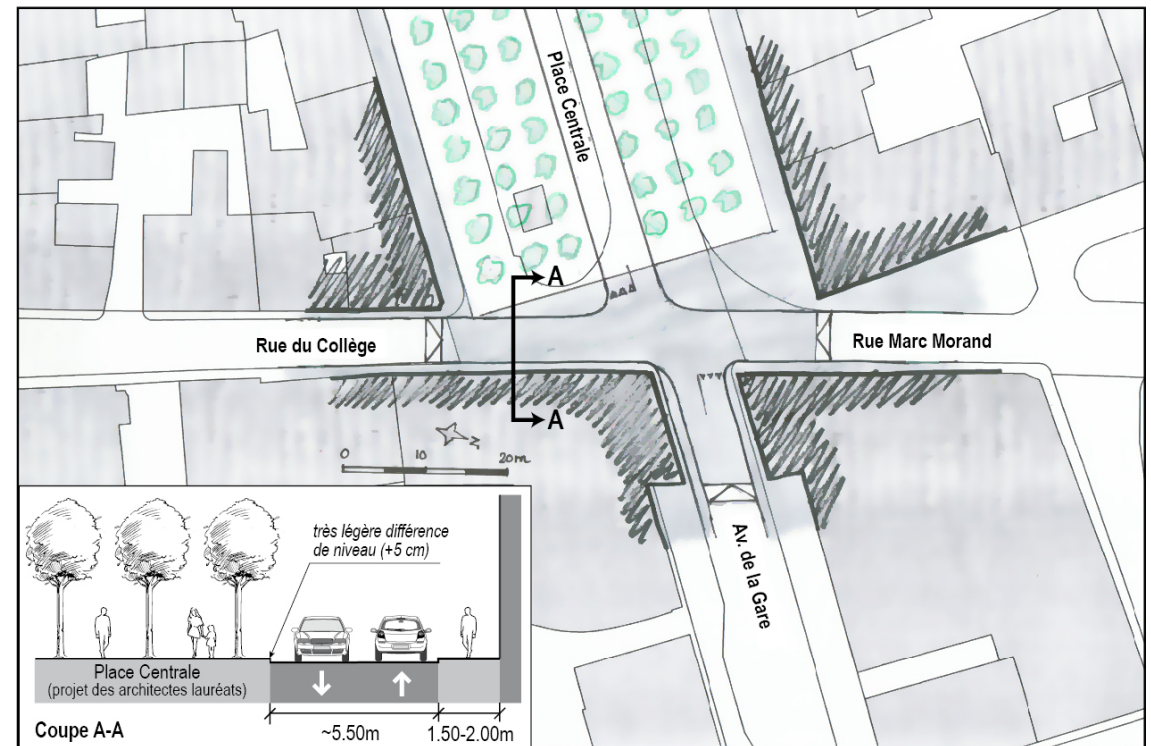 Place Centrale
Rue du Collège
A
A
Rue Marc Morand
N
0 10 20m
Av. de la Gare
très légère différence
de niveau (+5 cm)
Place Centrale
(projet des architectes lauréats)
Coupe A-A
~5.50m
1.50-2.00m